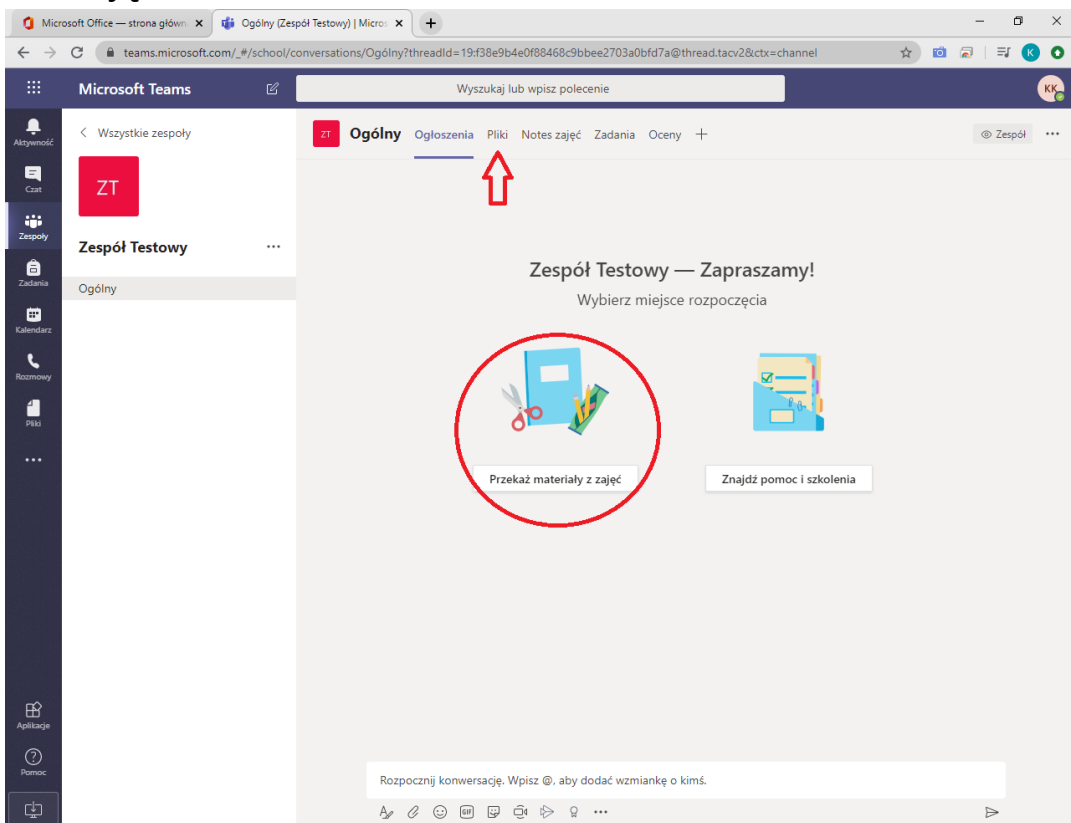 Microsoft Office — strona główn
Ogólny (Zespół Testowy) | Micros
teams.microsoft.com/_#/school/conversations/Ogólny?threadId=19:f38e9b4e0f88468c9bbee2703a0bfd7a@thread.tacv2&ctx=channel
K
Microsoft Teams
Wyszukaj lub wpisz polecenie
KK
Aktywność
Czat
Zespoły
Zadania
Kalendarz
Rozmowy
Pliki
Aplikacje
Pomoc
Wszystkie zespoły
ZT
Zespół Testowy
Ogólny
ZT Ogólny Ogłoszenia Pliki Notes zajęć Zadania Oceny
Zespół
Zespół Testowy — Zapraszamy!
Wybierz miejsce rozpoczęcia
Przekaż materiały z zajęć
Znajdź pomoc i szkolenia
Rozpocznij konwersację. Wpisz @, aby dodać wzmiankę o kimś.
GIF